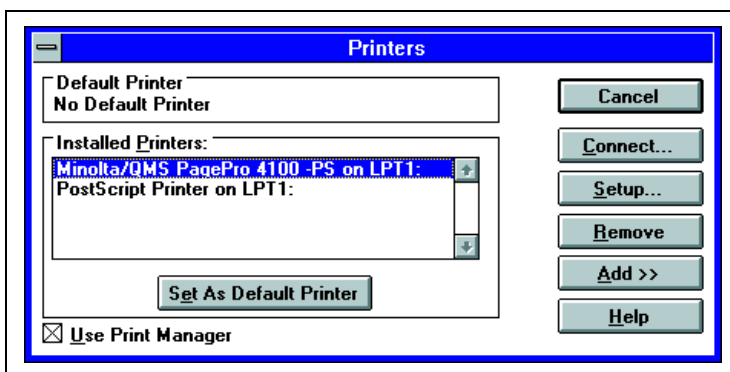 Printers
Default Printer
No Default Printer
Installed Printers:
Minolta/QMS PagePro 4100 -PS on LPT1:
PostScript Printer on LPT1:
Set As Default Printer
Use Print Manager
Cancel
Connect...
Setup...
Remove
Add >>
Help